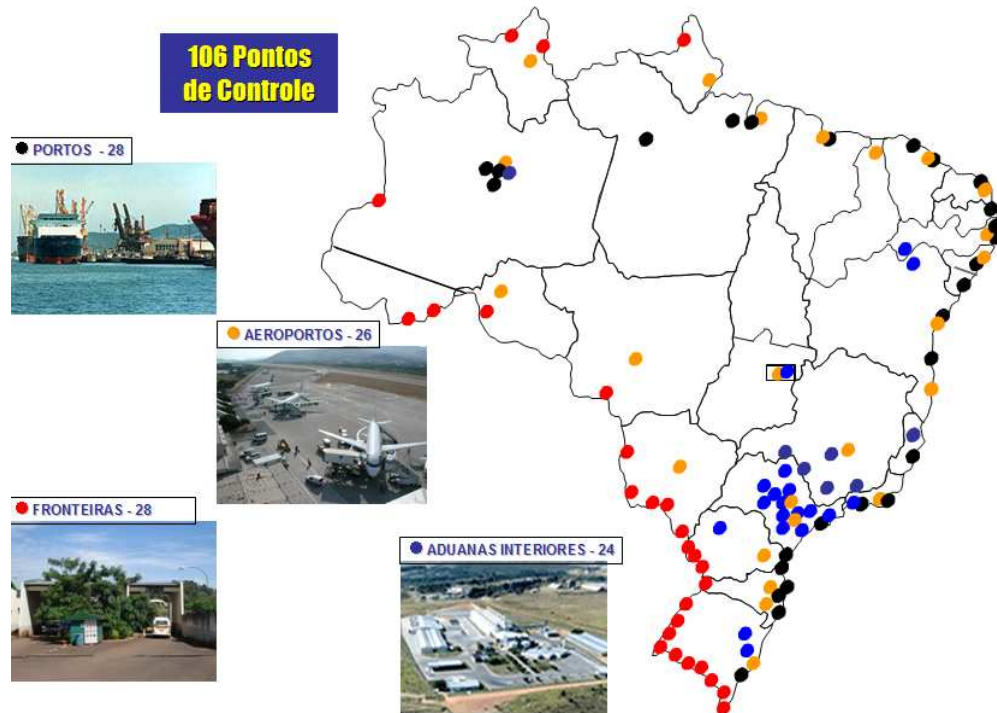 106 Pontos
de Controle
PORTOS - 28
AEROPORTOS - 26
FRONTEIRAS - 28
ADUANAS INTERIORES - 24